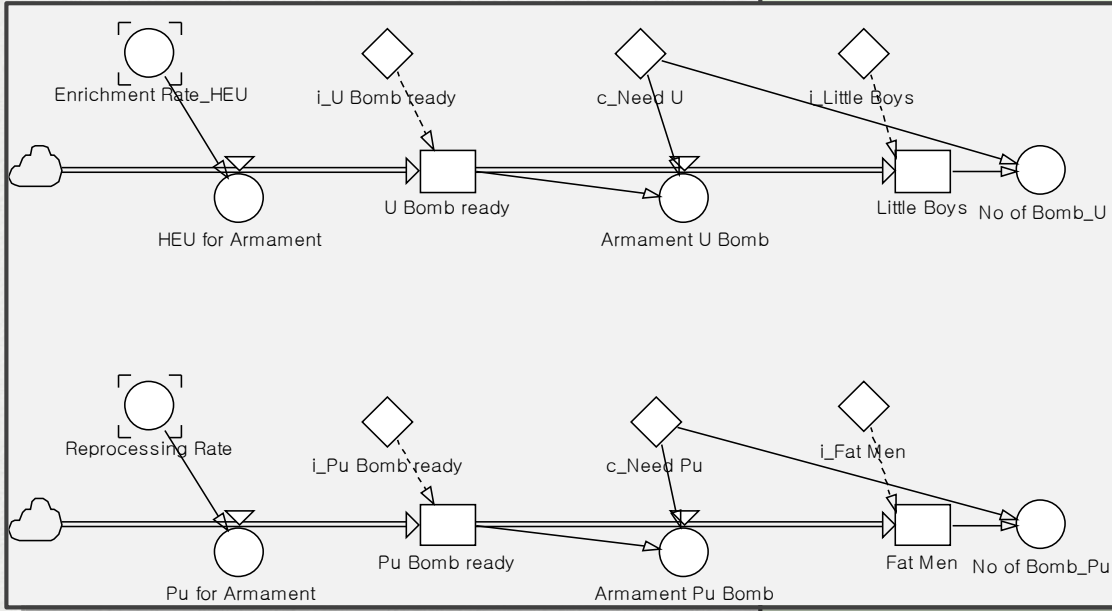 Enrichment Rate_HEU
i_U Bomb ready
c_Need U
i_Little Boys
U Bomb ready
Little Boys
No of Bomb_U
HEU for Armament
Armament U Bomb
Reprocessing Rate
i_Pu Bomb ready
c_Need Pu
i_Fat Men
Pu Bomb ready
Fat Men
No of Bomb_Pu
Pu for Armament
Armament Pu Bomb